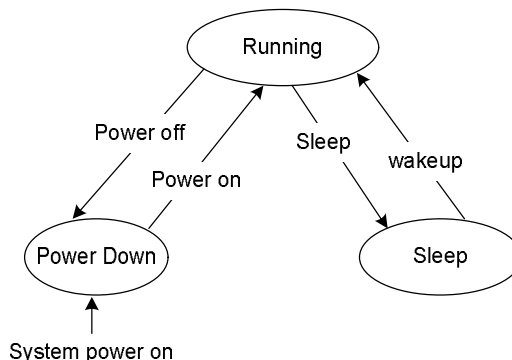 Running
Power off
Sleep
Power on
wakeup
Power Down
Sleep
System power on